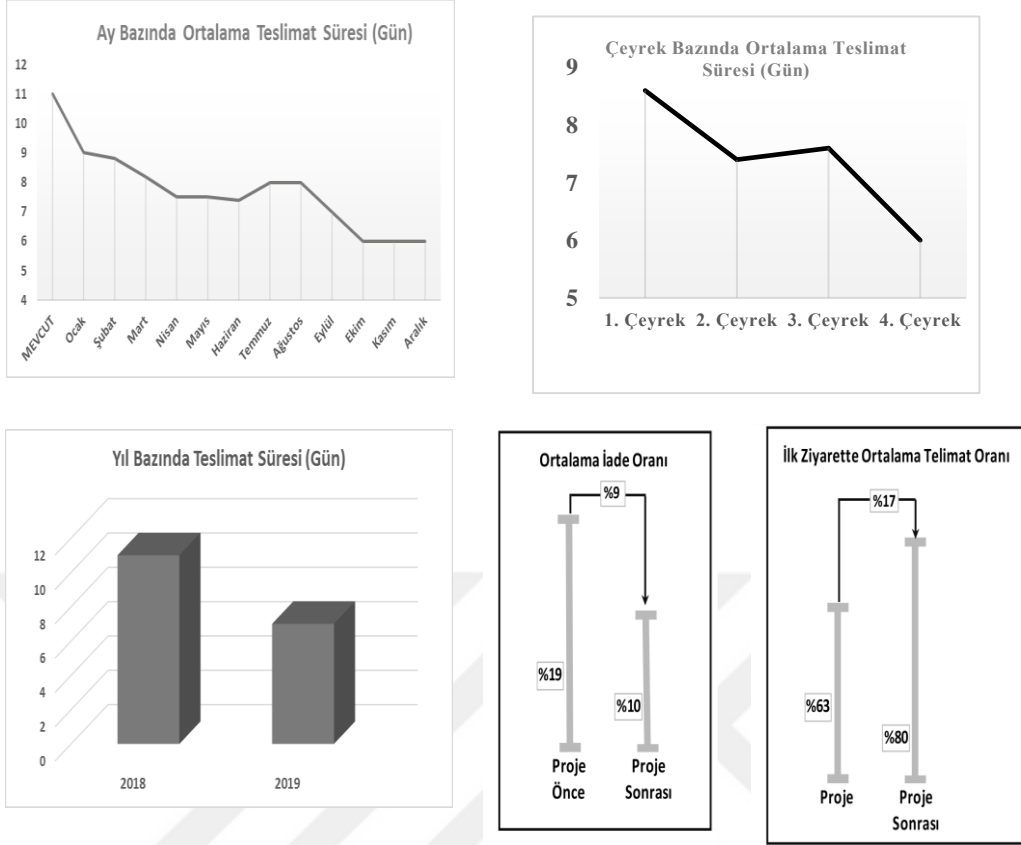 Ay Bazında Ortalama Teslimat Süresi (Gün)
12
11
10
9
8
7
6
5
4
MEVCUT
Ocak
Şubat
Mart
Nisan
Mayıs
Haziran
Temmuz
Ağustos
Eylül
Ekim
Kasım
Aralık
Çeyrek Bazında Ortalama Teslimat
Süresi (Gün)
9
8
7
6
5
1. Çeyrek 2. Çeyrek 3. Çeyrek 4. Çeyrek
Yıl Bazında Teslimat Süresi (Gün)
12
10
8
6
4
2
0
2018 2019
Ortalama İade Oranı
%9
%19
%10
Proje Proje
Önce Sonrası
İlk Ziyarette Ortalama Telimat Oranı
%17
%63
%80
Proje Proje
Sonrası